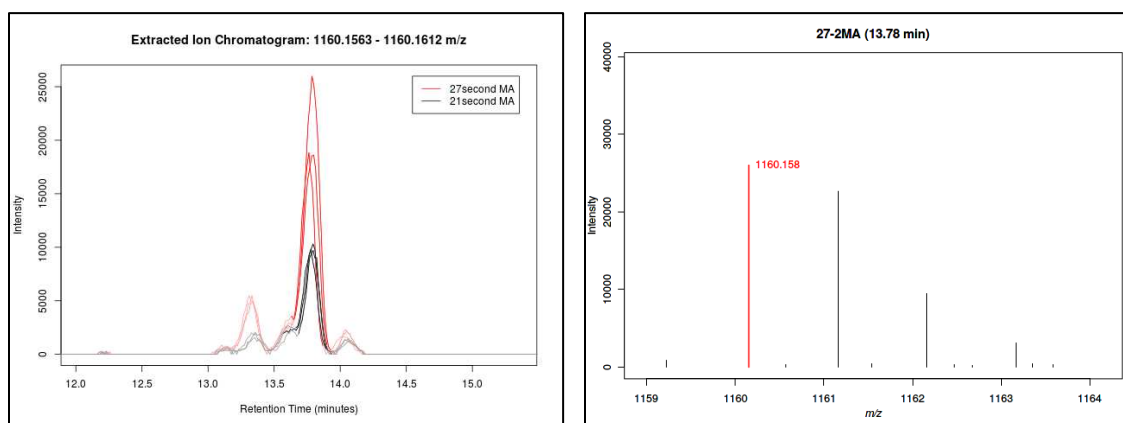 Extracted Ion Chromatogram: 1160.1563 - 1160.1612 m/z
27second MA
21second MA
Intensity
0
5000
10000
15000
20000
25000
12.0 12.5 13.0 13.5 14.0 14.5 15.0
Retention Time (minutes)
27-2MA (13.78 min)
1160.158
Intensity
0
10000
20000
30000
40000
1159 1160 1161 1162 1163 1164
m/z